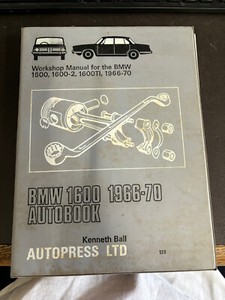 Workshop Manual for the BMW
1500, 1600-2, 1600TI, 1966-70
BMW 1600 1966-70
AUTOBOOK
Kenneth Ball
AUTOPRESS LTD